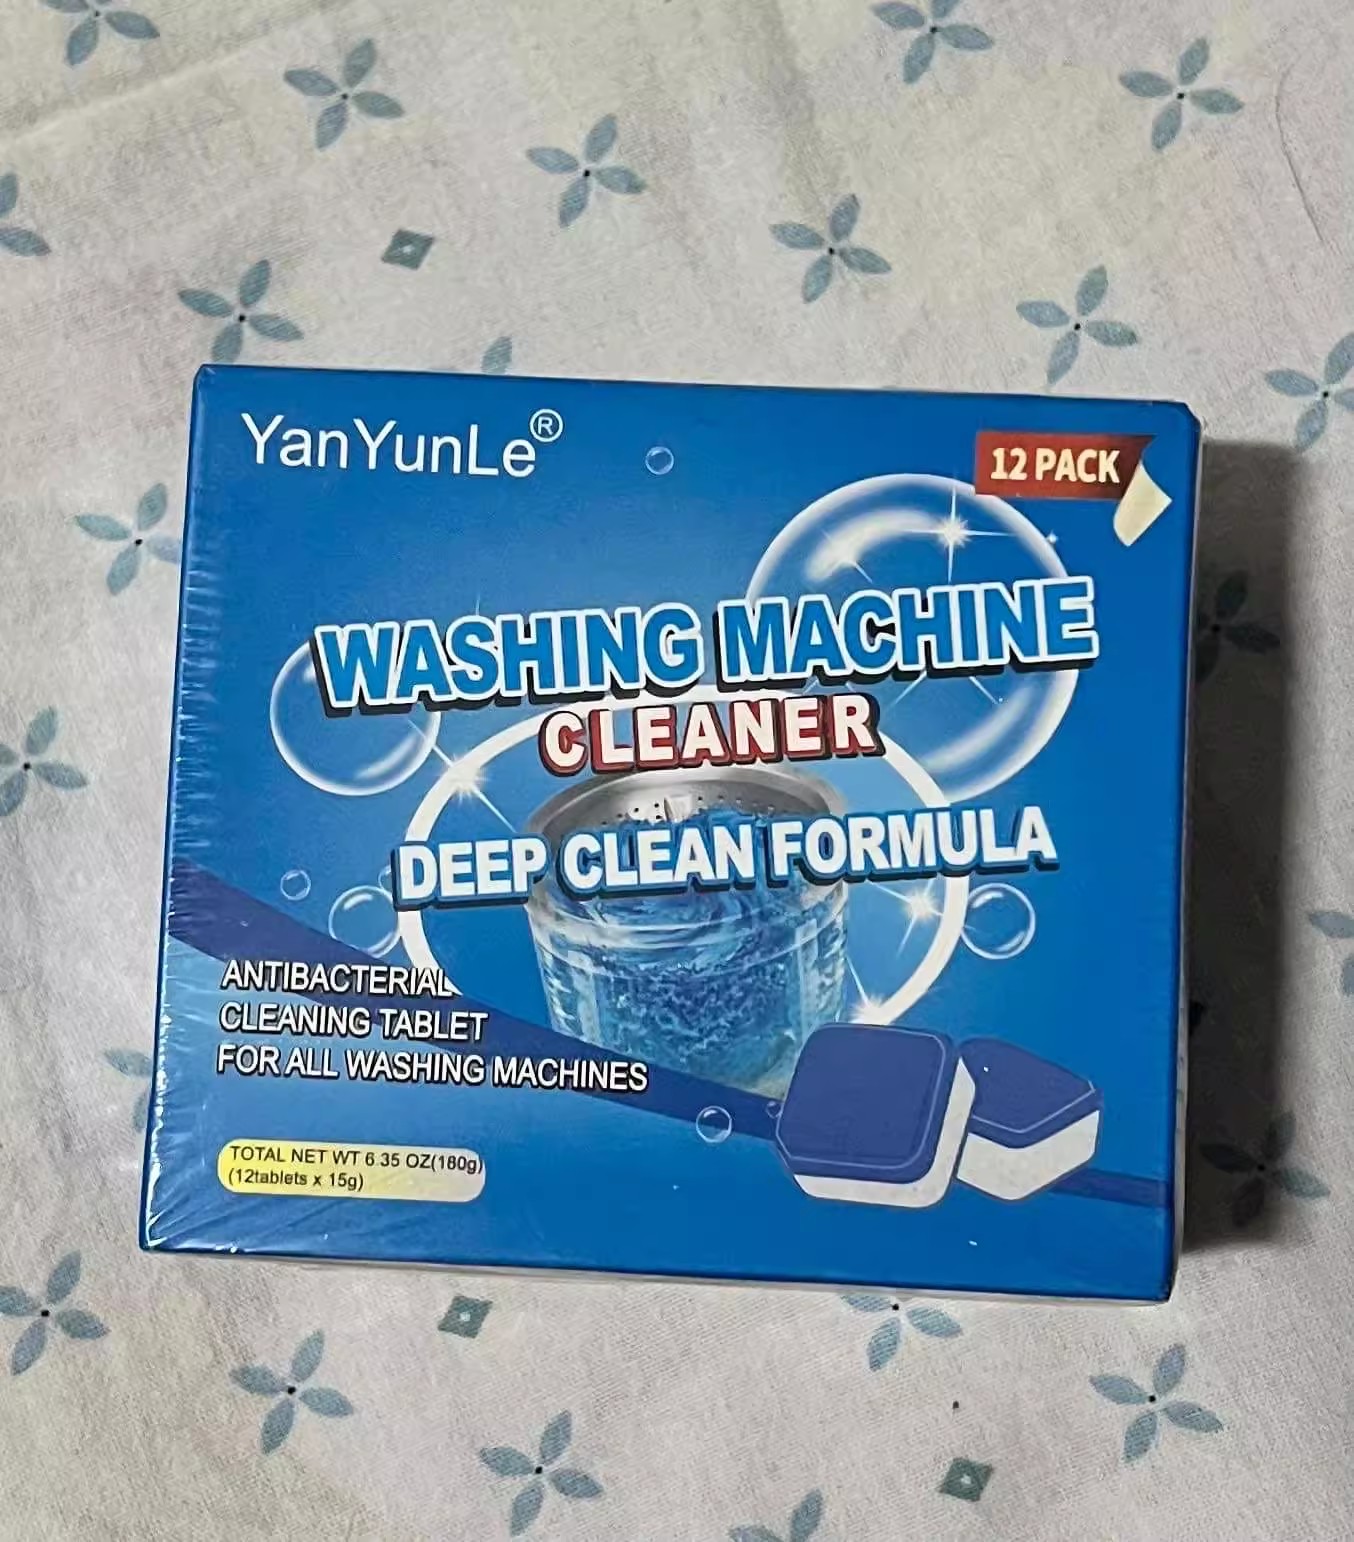 YanYunLe®
12 PACK
WASHING MACHINE
CLEANER
DEEP CLEAN FORMULA
ANTIBACTERIAL
CLEANING TABLET
FOR ALL WASHING MACHINES
TOTAL NET WT 6.35 OZ(180g)
(12tablets x 15g)